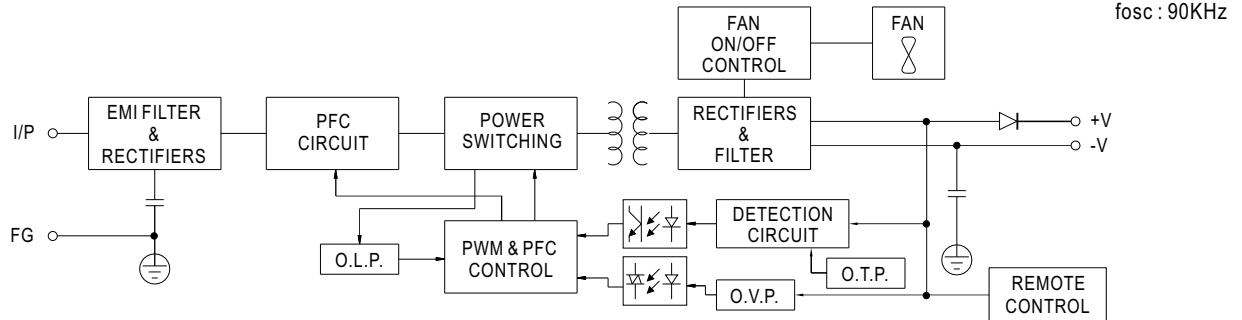 fosc : 90KHz
FAN
ON/OFF
CONTROL
FAN
I/P
EMI FILTER
&
RECTIFIERS
PFC
CIRCUIT
POWER
SWITCHING
RECTIFIERS
&
FILTER
+V
-V
FG
O.L.P.
PWM & PFC
CONTROL
DETECTION
CIRCUIT
O.T.P.
O.V.P.
REMOTE
CONTROL